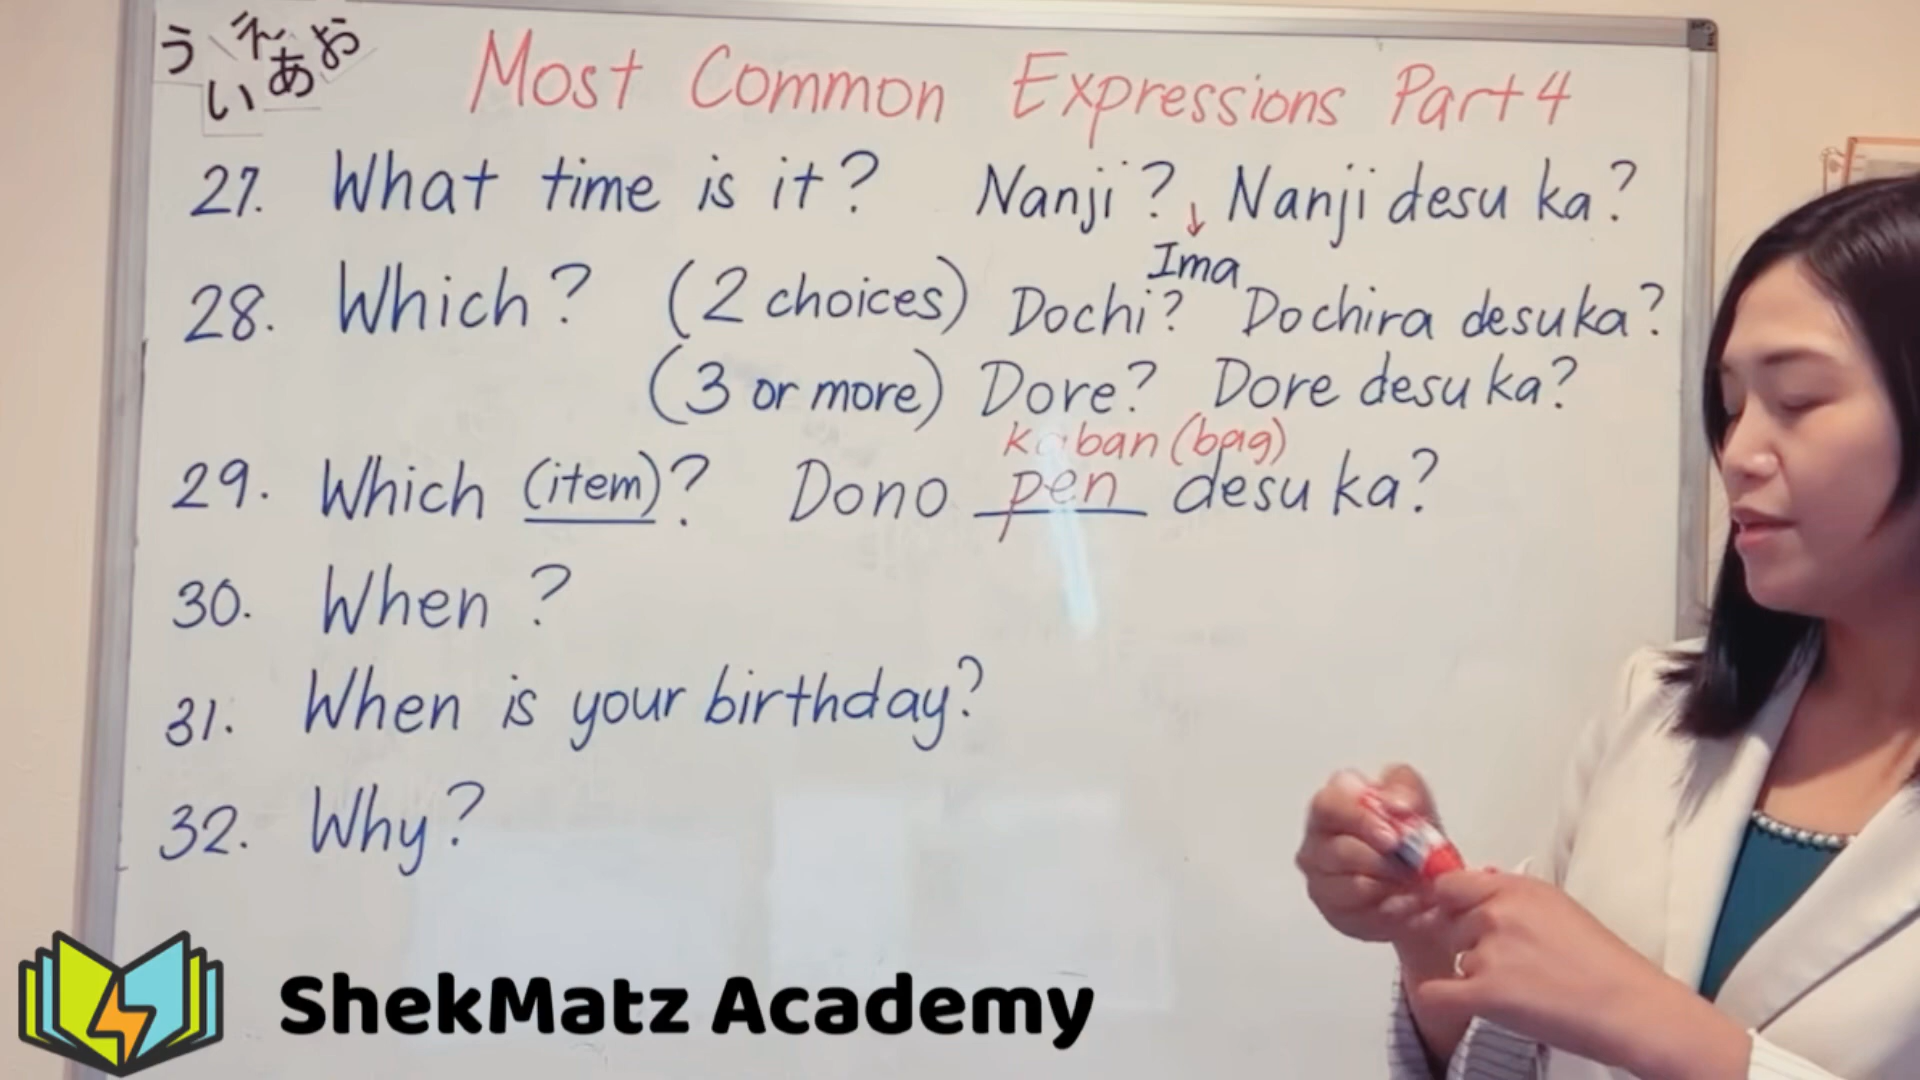 う え お
い あ
Most Common Expressions Part 4
27. What time is it? Nanji? ↓ Nanji desu ka?
Ima
28. Which? (2 choices) Dochi? Dochira desuka?
(3 or more) Dore? Dore desu ka?
kaban (bag)
29. Which (item)? Dono pen desu ka?
30. When?
31. When is your birthday?
32. Why?
ShekMatz Academy